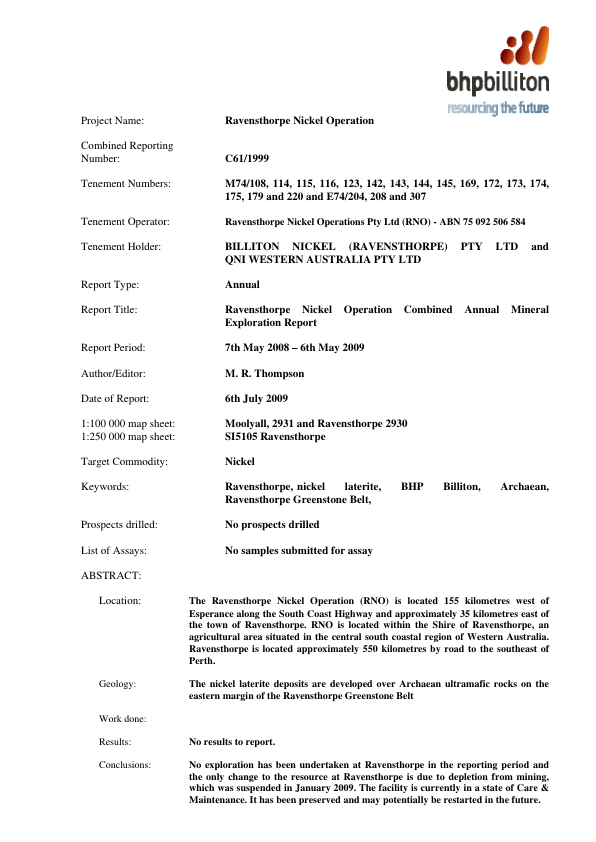 bhpbilliton
resourcing the future
Project Name: Ravensthorpe Nickel Operation
Combined Reporting
Number: C61/1999
Tenement Numbers: M74/108, 114, 115, 116, 123, 142, 143, 144, 145, 169, 172, 173, 174,
175, 179 and 220 and E74/204, 208 and 307
Tenement Operator: Ravensthorpe Nickel Operations Pty Ltd (RNO) - ABN 75 092 506 584
Tenement Holder: BILLITON NICKEL (RAVENSTHORPE) PTY LTD and
QNI WESTERN AUSTRALIA PTY LTD
Report Type: Annual
Report Title: Ravensthorpe Nickel Operation Combined Annual Mineral
Exploration Report
Report Period: 7th May 2008 – 6th May 2009
Author/Editor: M. R. Thompson
Date of Report: 6th July 2009
1:100 000 map sheet: Moolyall, 2931 and Ravensthorpe 2930
1:250 000 map sheet: SI5105 Ravensthorpe
Target Commodity: Nickel
Keywords: Ravensthorpe, nickel laterite, BHP Billiton, Archaean,
Ravensthorpe Greenstone Belt,
Prospects drilled: No prospects drilled
List of Assays: No samples submitted for assay
ABSTRACT:
Location: The Ravensthorpe Nickel Operation (RNO) is located 155 kilometres west of
Esperance along the South Coast Highway and approximately 35 kilometres east of
the town of Ravensthorpe. RNO is located within the Shire of Ravensthorpe, an
agricultural area situated in the central south coastal region of Western Australia.
Ravensthorpe is located approximately 550 kilometres by road to the southeast of
Perth.
Geology: The nickel laterite deposits are developed over Archaean ultramafic rocks on the
eastern margin of the Ravensthorpe Greenstone Belt
Work done:
Results: No results to report.
Conclusions: No exploration has been undertaken at Ravensthorpe in the reporting period and
the only change to the resource at Ravensthorpe is due to depletion from mining,
which was suspended in January 2009. The facility is currently in a state of Care &
Maintenance. It has been preserved and may potentially be restarted in the future.